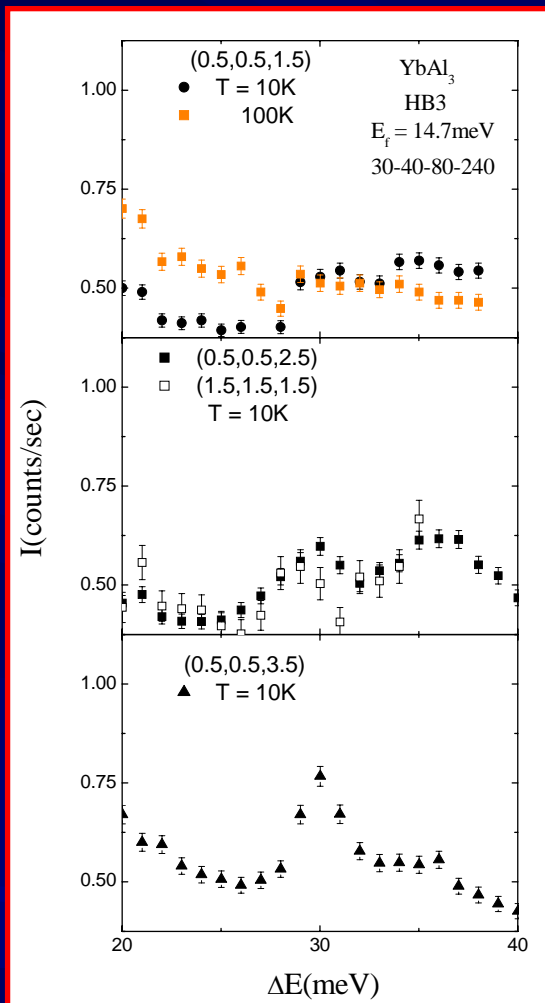 (0.5,0.5,1.5)
T = 10K
100K
YbAl3
HB3
Ef = 14.7meV
30-40-80-240
1.00
0.75
0.50
(0.5,0.5,2.5)
(1.5,1.5,1.5)
T = 10K
1.00
0.75
0.50
I(counts/sec)
(0.5,0.5,3.5)
T = 10K
1.00
0.75
0.50
20
30
40
ΔE(meV)